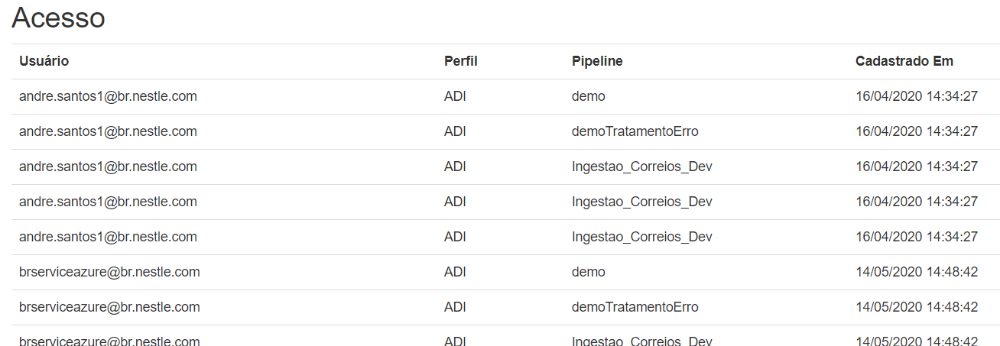 Acesso
Usuário Perfil Pipeline Cadastrado Em
andre.santos1@br.nestle.com ADI demo 16/04/2020 14:34:27
andre.santos1@br.nestle.com ADI demoTratamentoErro 16/04/2020 14:34:27
andre.santos1@br.nestle.com ADI Ingestao_Correios_Dev 16/04/2020 14:34:27
andre.santos1@br.nestle.com ADI Ingestao_Correios_Dev 16/04/2020 14:34:27
andre.santos1@br.nestle.com ADI Ingestao_Correios_Dev 16/04/2020 14:34:27
brserviceazure@br.nestle.com ADI demo 14/05/2020 14:48:42
brserviceazure@br.nestle.com ADI demoTratamentoErro 14/05/2020 14:48:42
brserviceazure@br.nestle.com ADI Ingestao_Correios_Dev 14/05/2020 14:48:42